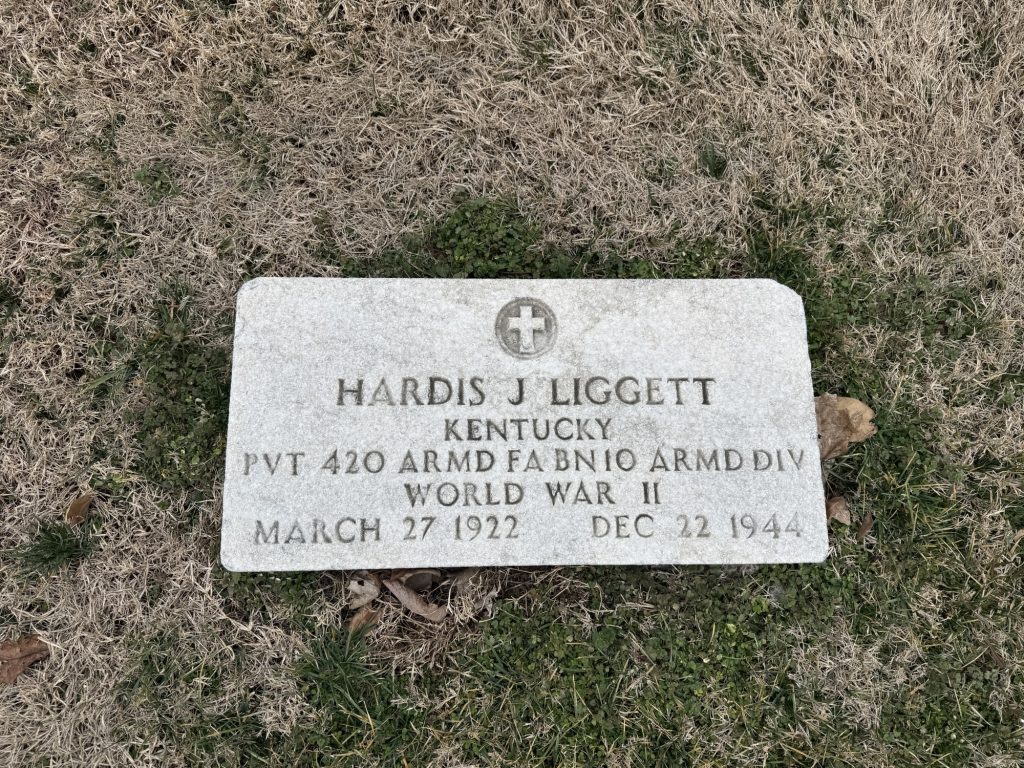 HARDIS J LIGGETT
KENTUCKY
PVT 420 ARMD FA BN 10 ARMD DIV
WORLD WAR II
MARCH 27 1922 DEC 22 1944